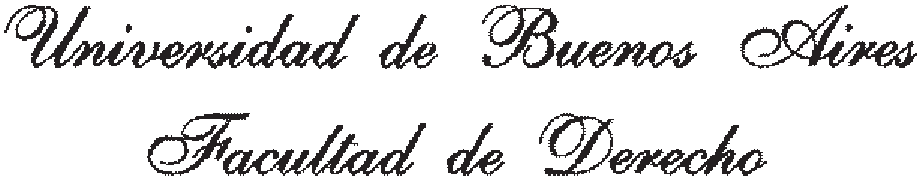 Universidad de Buenos Aires
Facultad de Derecho